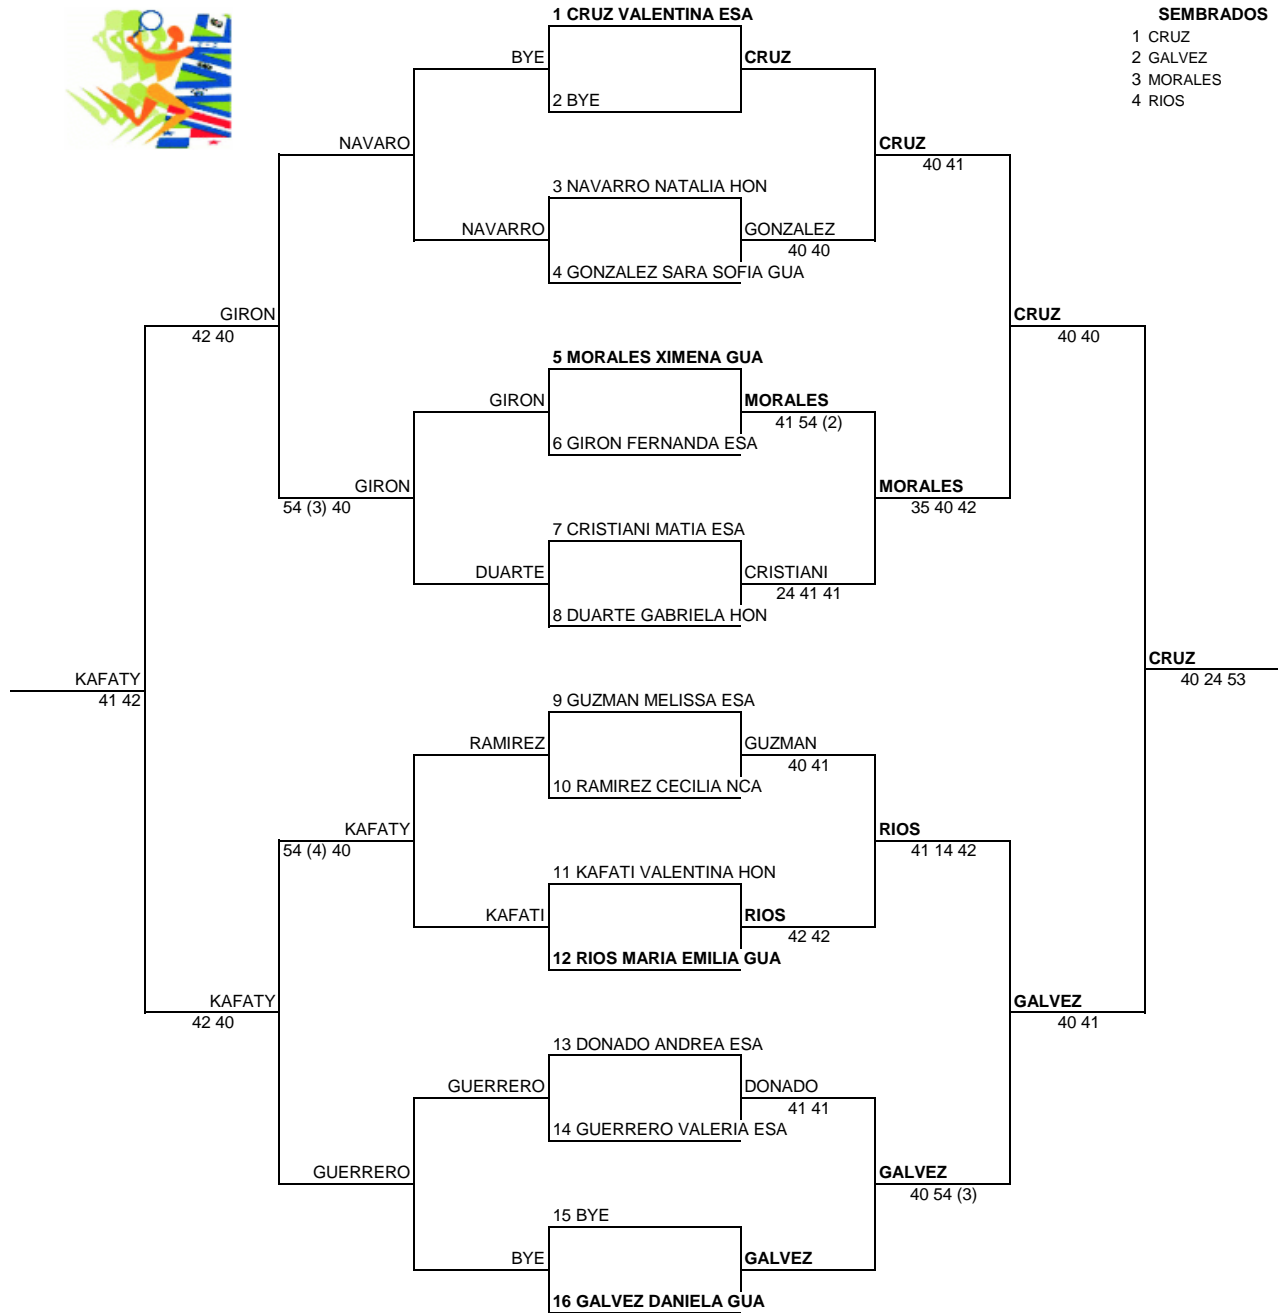 1 CRUZ VALENTINA ESA
SEMBRADOS
1 CRUZ
2 GALVEZ
3 MORALES
4 RIOS
BYE
CRUZ
2 BYE
NAVARO
CRUZ
40 41
3 NAVARRO NATALIA HON
NAVARRO
GONZALEZ
40 40
4 GONZALEZ SARA SOFIA GUA
GIRON
42 40
CRUZ
40 40
5 MORALES XIMENA GUA
GIRON
MORALES
41 54 (2)
6 GIRON FERNANDA ESA
GIRON
54 (3) 40
MORALES
35 40 42
7 CRISTIANI MATIA ESA
DUARTE
CRISTIANI
24 41 41
8 DUARTE GABRIELA HON
KAFATY
41 42
CRUZ
40 24 53
9 GUZMAN MELISSA ESA
RAMIREZ
GUZMAN
40 41
10 RAMIREZ CECILIA NCA
KAFATY
54 (4) 40
RIOS
41 14 42
11 KAFATI VALENTINA HON
KAFATI
RIOS
42 42
12 RIOS MARIA EMILIA GUA
KAFATY
42 40
GALVEZ
40 41
13 DONADO ANDREA ESA
GUERRERO
DONADO
41 41
14 GUERRERO VALERIA ESA
GUERRERO
GALVEZ
40 54 (3)
15 BYE
BYE
GALVEZ
16 GALVEZ DANIELA GUA